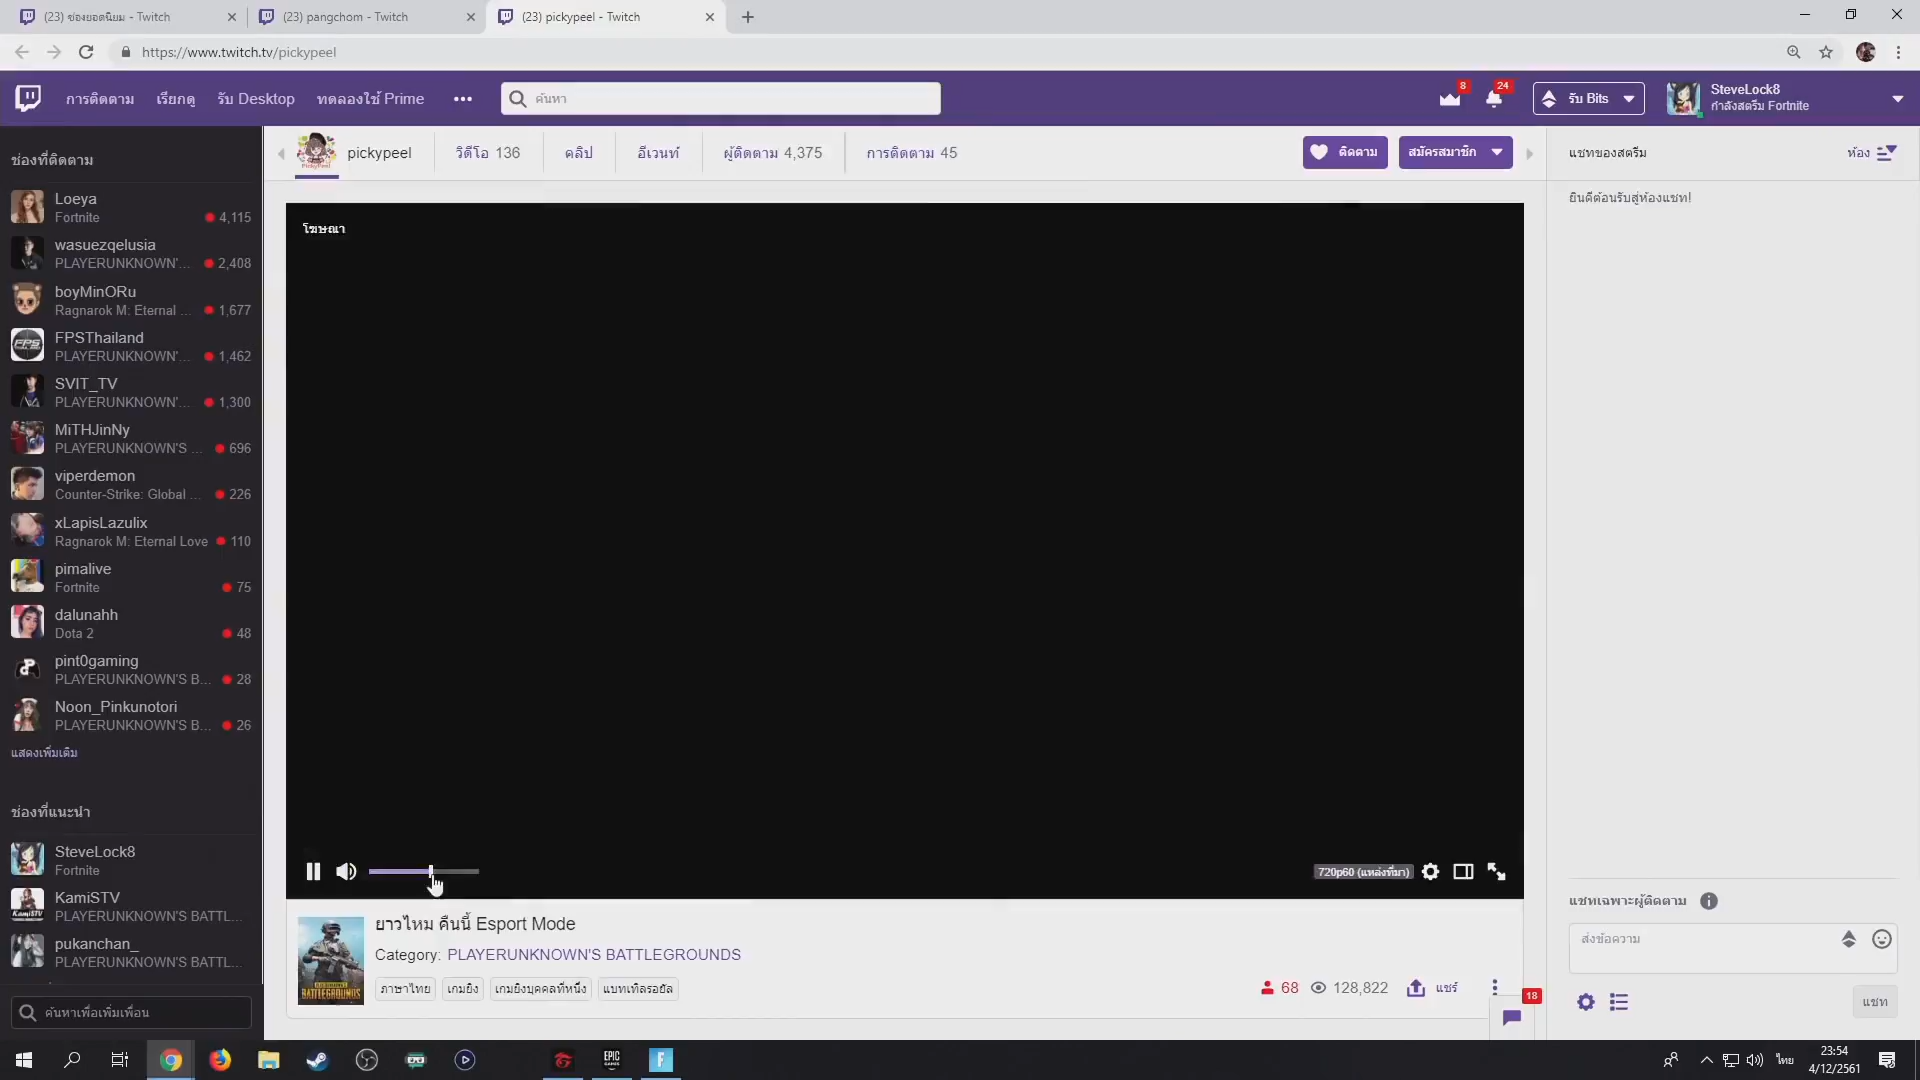 (23) ช่องยอดนิยม - Twitch
(23) pangchom - Twitch
(23) pickypeel - Twitch
https://www.twitch.tv/pickypeel
การติดตาม
เรียกดู
รับ Desktop
ทดลองใช้ Prime
ค้นหา
8
24
รับ Bits
SteveLock8
กำลังสตรีม Fortnite
ช่องที่ติดตาม
Loeya
Fortnite
4,115
wasuezqelusia
PLAYERUNKNOWN'...
2,408
boyMinORu
Ragnarok M: Eternal ...
1,677
FPSThailand
PLAYERUNKNOWN'...
1,462
SVIT_TV
PLAYERUNKNOWN'...
1,300
MiTHJinNy
PLAYERUNKNOWN'S ...
696
viperdemon
Counter-Strike: Global ...
226
xLapisLazulix
Ragnarok M: Eternal Love
110
pimalive
Fortnite
75
dalunahh
Dota 2
48
pint0gaming
PLAYERUNKNOWN'S B...
28
Noon_Pinkunotori
PLAYERUNKNOWN'S B...
26
แสดงเพิ่มเติม
ช่องที่แนะนำ
SteveLock8
Fortnite
KamiSTV
PLAYERUNKNOWN'S BATTL...
pukanchan_
PLAYERUNKNOWN'S BATTL...
ค้นหาเพื่อเพิ่มเพื่อน
pickypeel
วิดีโอ 136
คลิป
อีเวนท์
ผู้ติดตาม 4,375
การติดตาม 45
ติดตาม
สมัครสมาชิก
โฆษณา
720p60 (แหล่งที่มา)
ยาวไหม คืนนี้ Esport Mode
Category: PLAYERUNKNOWN'S BATTLEGROUNDS
ภาษาไทย
เกมยิง
เกมยิงบุคคลที่หนึ่ง
แบทเทิลรอยัล
BATTLEGROUNDS
68
128,822
แชร์
18
แชทของสตรีม
ห้อง
ยินดีต้อนรับสู่ห้องแชท!
แชทเฉพาะผู้ติดตาม
ส่งข้อความ
แชท
EPIC
GAMES
ไทย
23:54
4/12/2561